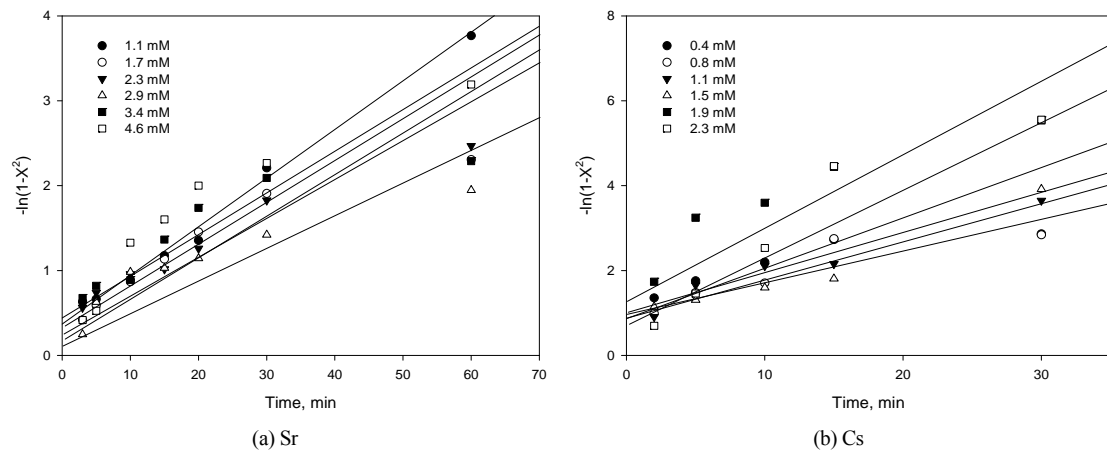 -ln(1-X²)
4
3
2
1
0
1.1 mM
1.7 mM
2.3 mM
2.9 mM
3.4 mM
4.6 mM
0 10 20 30 40 50 60 70
Time, min
(a) Sr
-ln(1-X²)
8
6
4
2
0
0.4 mM
0.8 mM
1.1 mM
1.5 mM
1.9 mM
2.3 mM
0 10 20 30
Time, min
(b) Cs